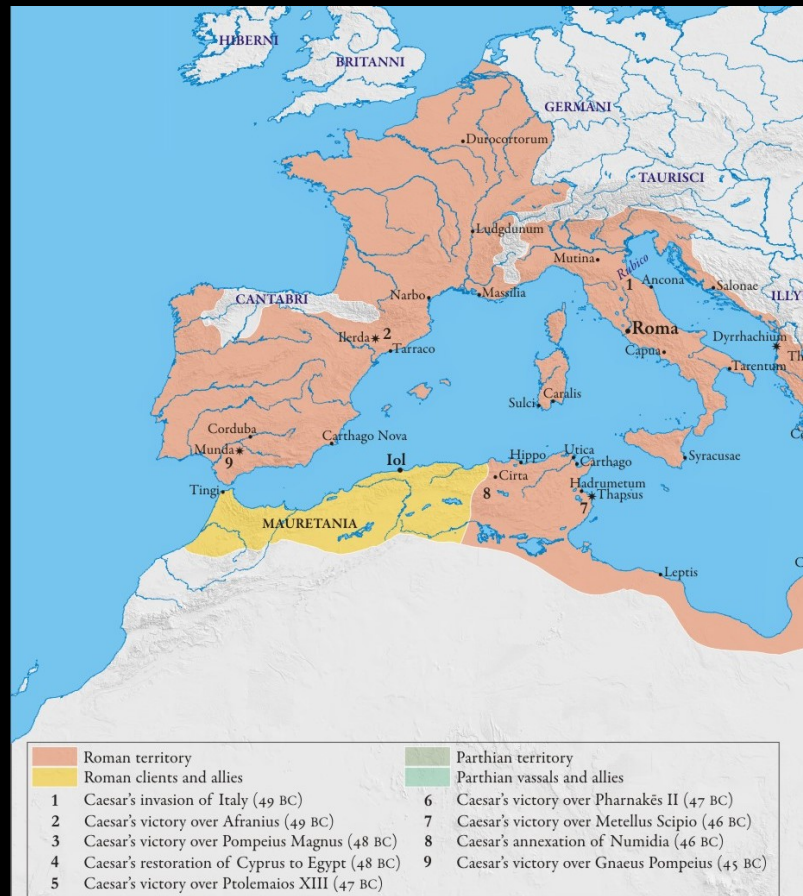 HIBERNI
BRITANNI
GERMANI
Durocortorum
TAURISCI
Ludgdunum
Mutina
Rubico
1
Ancona
Salonae
ILLY
CANTABRI
Narbo
Massilia
Roma
Ilerda
2
Tarraco
Capua
Dyrrhachium
Th
Tarentum
Caralis
Sulci
Corduba
Munda
9
Carthago Nova
Iol
Hippo
Utica
Carthago
Cirta
Syracusae
Tingi
8
Hadrumetum
7
Thapsus
MAURETANIA
Leptis
C
Roman territory
Roman clients and allies
1 Caesar's invasion of Italy (49 BC)
2 Caesar's victory over Afranius (49 BC)
3 Caesar's victory over Pompeius Magnus (48 BC)
4 Caesar's restoration of Cyprus to Egypt (48 BC)
5 Caesar's victory over Ptolemaios XIII (47 BC)
Parthian territory
Parthian vassals and allies
6 Caesar's victory over Pharnakēs II (47 BC)
7 Caesar's victory over Metellus Scipio (46 BC)
8 Caesar's annexation of Numidia (46 BC)
9 Caesar's victory over Gnaeus Pompeius (45 BC)